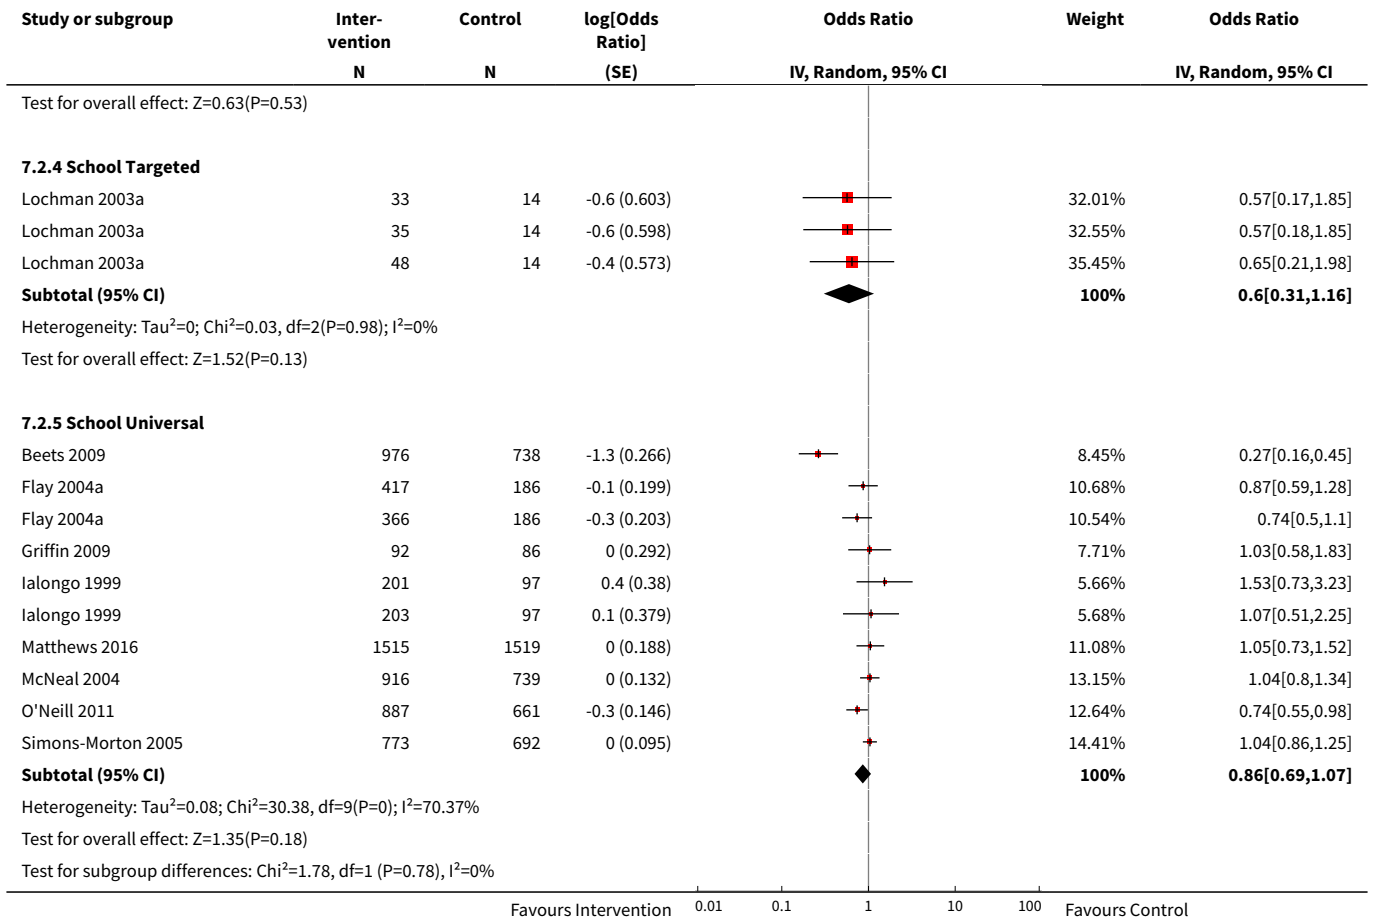 Study or subgroup Inter- Control log[Odds Odds Ratio Weight Odds Ratio
vention Ratio]
N N (SE) IV, Random, 95% CI IV, Random, 95% CI
Test for overall effect: Z=0.63(P=0.53)
7.2.4 School Targeted
Lochman 2003a 33 14 -0.6 (0.603) 32.01% 0.57[0.17,1.85]
Lochman 2003a 35 14 -0.6 (0.598) 32.55% 0.57[0.18,1.85]
Lochman 2003a 48 14 -0.4 (0.573) 35.45% 0.65[0.21,1.98]
Subtotal (95% CI) 100% 0.6[0.31,1.16]
Heterogeneity: Tau²=0; Chi²=0.03, df=2(P=0.98); I²=0%
Test for overall effect: Z=1.52(P=0.13)
7.2.5 School Universal
Beets 2009 976 738 -1.3 (0.266) 8.45% 0.27[0.16,0.45]
Flay 2004a 417 186 -0.1 (0.199) 10.68% 0.87[0.59,1.28]
Flay 2004a 366 186 -0.3 (0.203) 10.54% 0.74[0.5,1.1]
Griffin 2009 92 86 0 (0.292) 7.71% 1.03[0.58,1.83]
Ialongo 1999 201 97 0.4 (0.38) 5.66% 1.53[0.73,3.23]
Ialongo 1999 203 97 0.1 (0.379) 5.68% 1.07[0.51,2.25]
Matthews 2016 1515 1519 0 (0.188) 11.08% 1.05[0.73,1.52]
McNeal 2004 916 739 0 (0.132) 13.15% 1.04[0.8,1.34]
O'Neill 2011 887 661 -0.3 (0.146) 12.64% 0.74[0.55,0.98]
Simons-Morton 2005 773 692 0 (0.095) 14.41% 1.04[0.86,1.25]
Subtotal (95% CI) 100% 0.86[0.69,1.07]
Heterogeneity: Tau²=0.08; Chi²=30.38, df=9(P=0); I²=70.37%
Test for overall effect: Z=1.35(P=0.18)
Test for subgroup differences: Chi²=1.78, df=1 (P=0.78), I²=0%
Favours Intervention 0.01 0.1 1 10 100 Favours Control